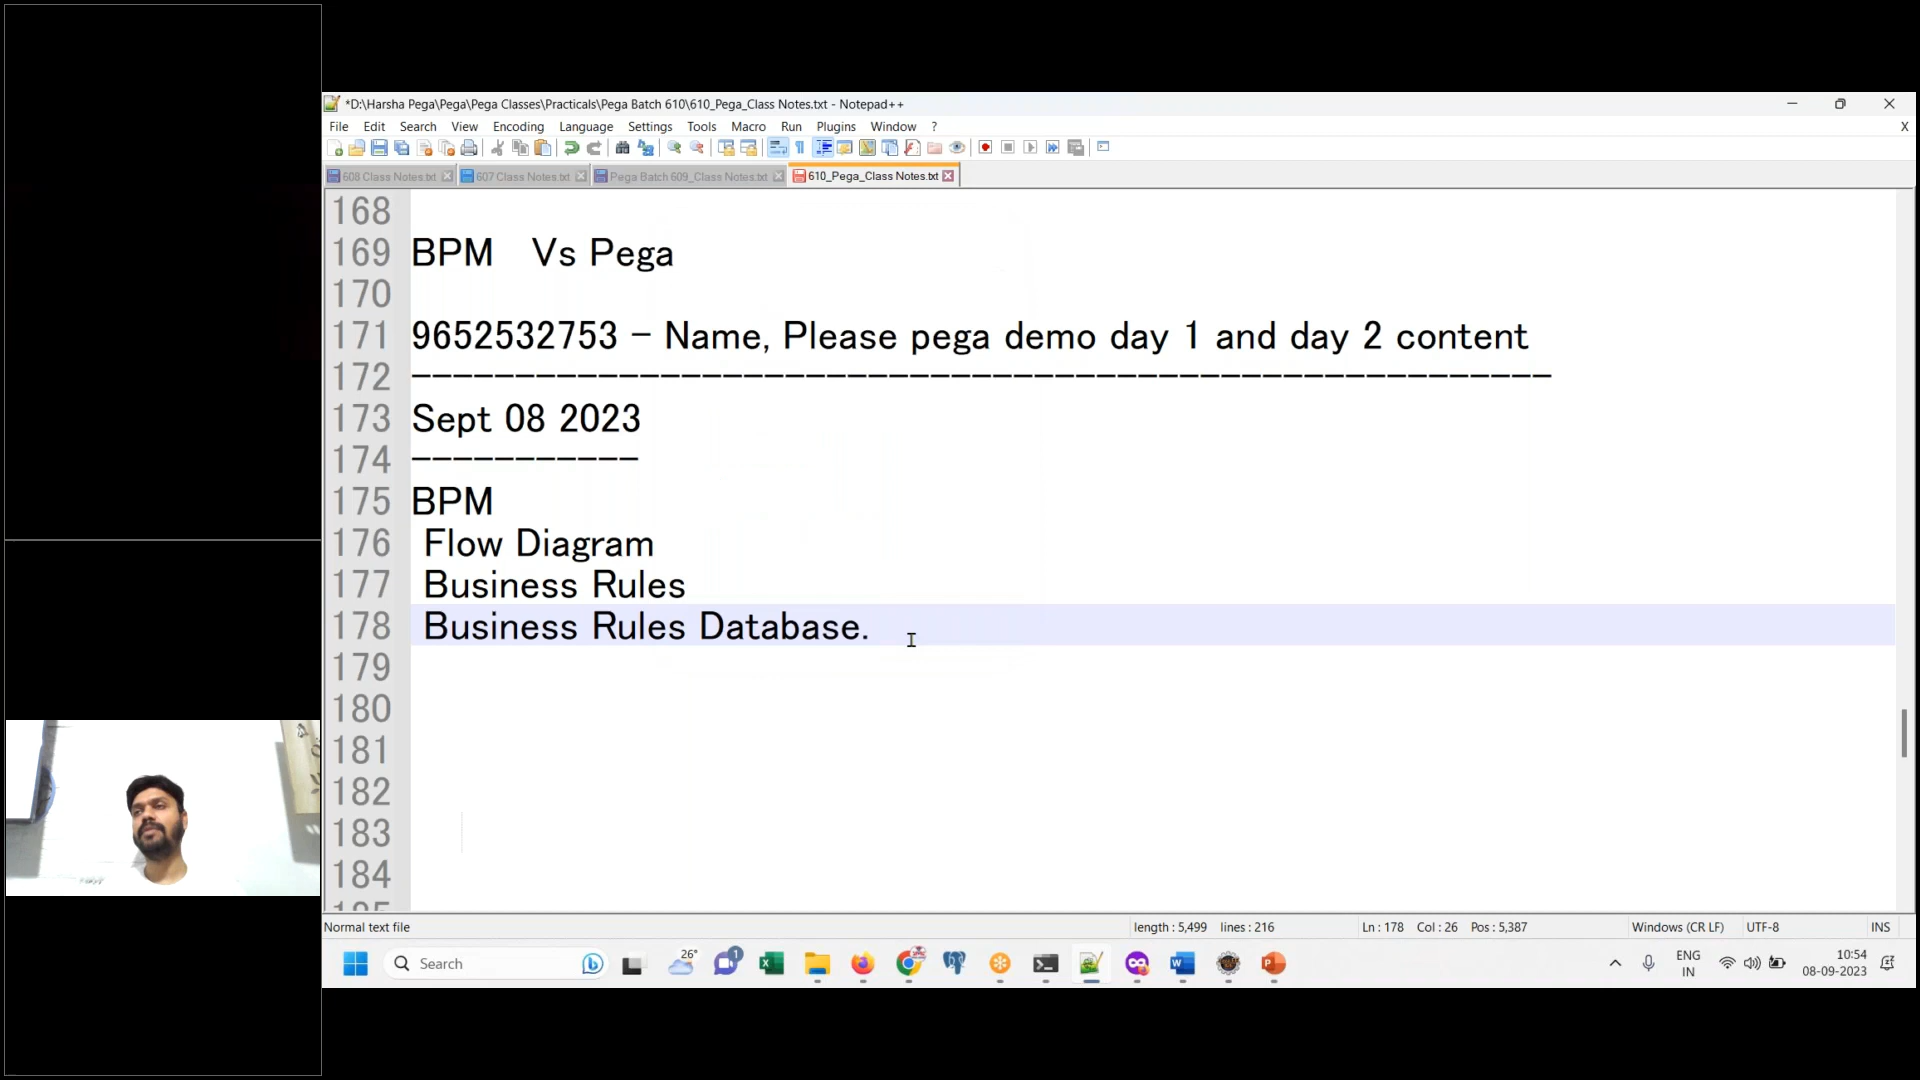 *D:\Harsha Pega\Pega\Pega Classes\Practicals\Pega Batch 610\610_Pega_Class Notes.txt - Notepad++
File Edit Search View Encoding Language Settings Tools Macro Run Plugins Window ? X
608 Class Notes.txt 607 Class Notes.txt Pega Batch 609_Class Notes.txt 610_Pega_Class Notes.txt
168
169 BPM Vs Pega
170
171 9652532753 - Name, Please pega demo day 1 and day 2 content
172 -------------------------------------------------------
173 Sept 08 2023
174 -----------
175 BPM
176 Flow Diagram
177 Business Rules
178 Business Rules Database.
179
180
181
182
183
184
185
Normal text file length : 5,499 lines : 216 Ln : 178 Col : 26 Pos : 5,387 Windows (CR LF) UTF-8 INS
Search 26° 1 ENG 10:54
IN 08-09-2023